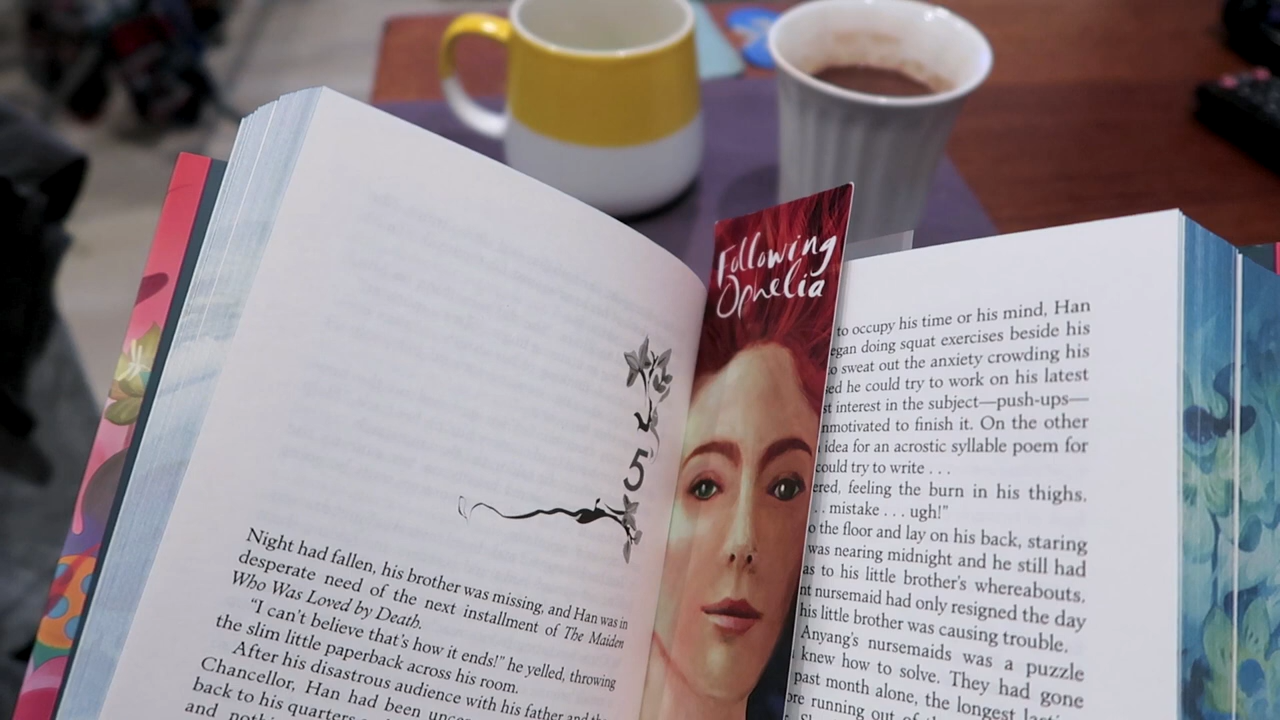 5
Night had fallen, his brother was missing, and Han was in
desperate need of the next installment of The Maiden
Who Was Loved by Death.
"I can't believe that's how it ends!" he yelled, throwing
the slim little paperback across his room.
After his disastrous audience with his father and the
Chancellor, Han had been
back to his quarters
and
Following
Ophelia
to occupy his time or his mind, Han
doing squat exercises beside his
sweat out the anxiety crowding his
he could try to work on his latest
interest in the subject—push-ups—
to finish it. On the other
idea for an acrostic syllable poem for
could try to write . . .
feeling the burn in his thighs.
. . mistake . . . ugh!"
the floor and lay on his back, staring
was nearing midnight and he still had
as to his little brother's whereabouts.
nursemaid had only resigned the day
his little brother was causing trouble.
Anyang's nursemaids was a puzzle
knew how to solve. They had gone
past month alone, the longest
running out of